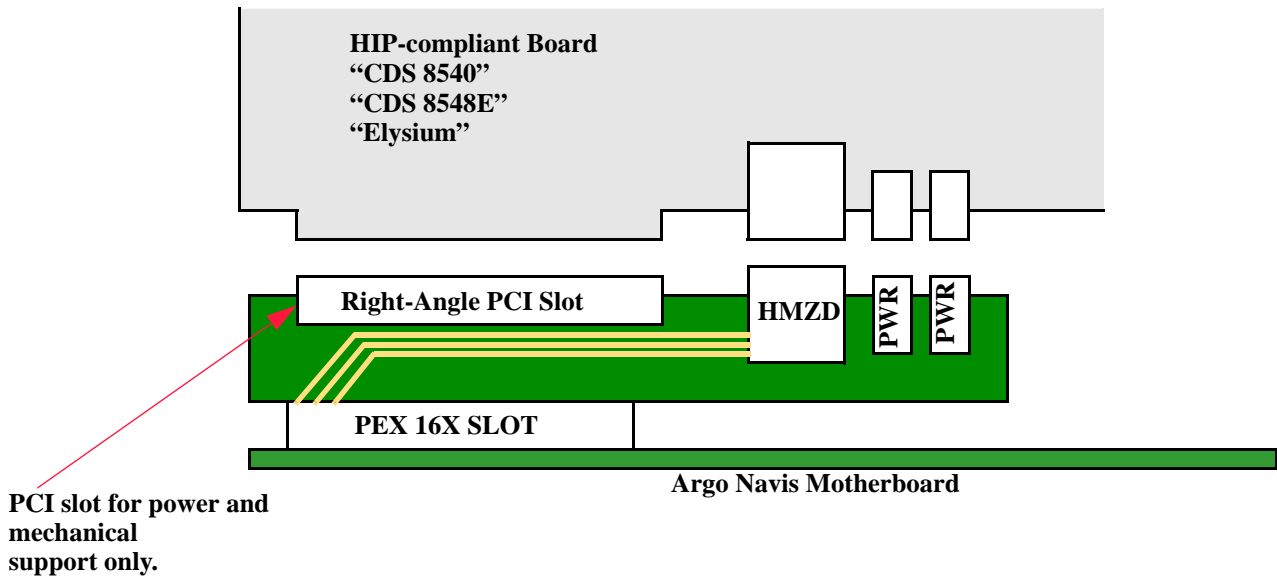 HIP-compliant Board
“CDS 8540”
“CDS 8548E”
“Elysium”
Right-Angle PCI Slot
HMZD
PWR
PWR
PEX 16X SLOT
Argo Navis Motherboard
PCI slot for power and
mechanical
support only.